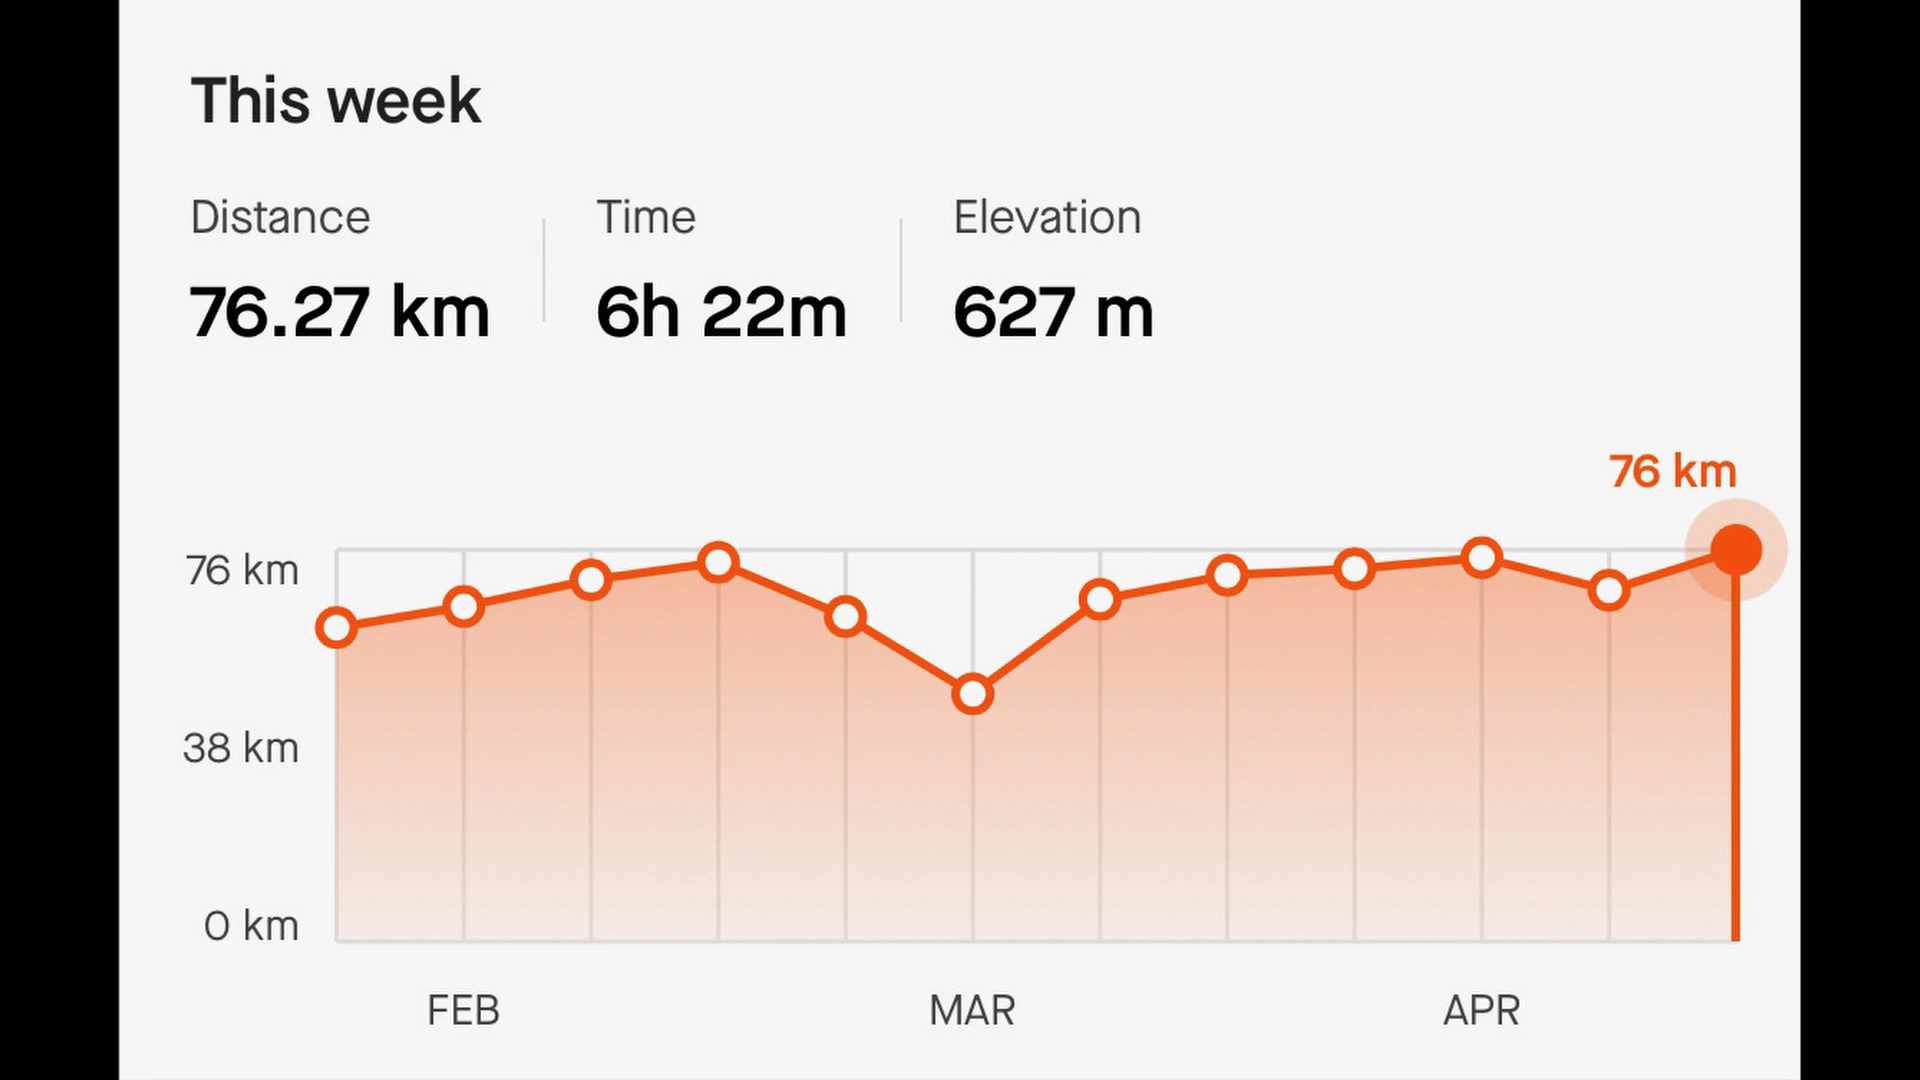 This week
Distance
Time
Elevation
76.27 km
6h 22m
627 m
76 km
76 km
38 km
0 km
FEB
MAR
APR